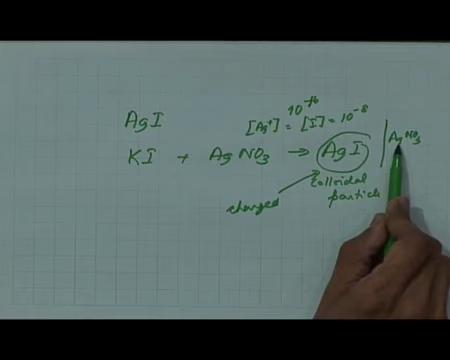 AgI
[Ag+] = [I] = 10-8
10-16
KI + AgNO3 → AgI | AgNO3
Colloidal
particle
charged